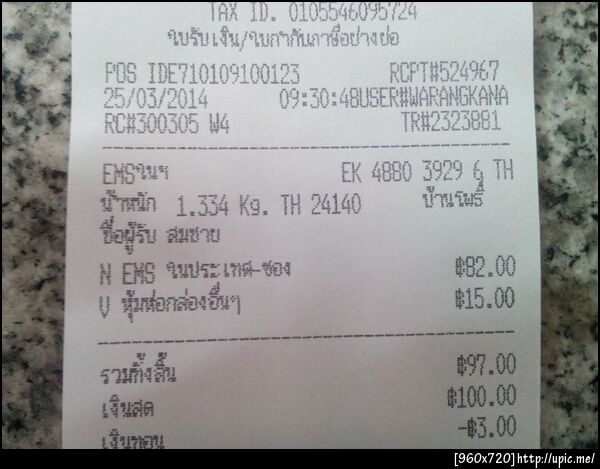 TAX ID. 0105546095724
ใบรับเงิน/ใบกำกับภาษีอย่างย่อ
POS IDE710109100123 RCPT#524967
25/03/2014 09:30:48USER#WARANGKANA
RC#300305 W4 TR#2323881
EMSในฯ EK 4880 3929 6 TH
น้ำหนัก 1.334 Kg. TH 24140 บ้านโพธิ์
ชื่อผู้รับ สมชาย
N EMS ในประเทศ-ซอง ฿82.00
V หุ้มห่อกล่องอื่นๆ ฿15.00
รวมทั้งสิ้น ฿97.00
เงินสด ฿100.00
เงินทอน -฿3.00
[960x720]http://upic.me/